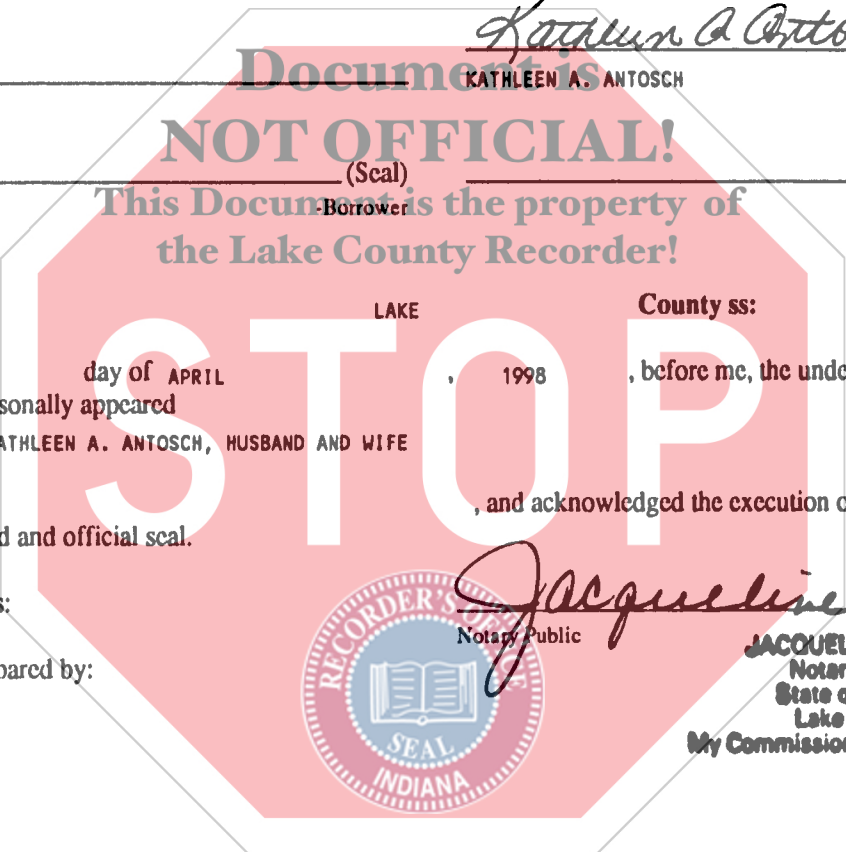 Kathleen A
Document is
KATHLEEN A. ANTOSCH
NOT OFFICIAL!
(Seal)
This Document is the property of
-Borrower
the Lake County Recorder!
LAKE County ss:
STOP
day of APRIL , 1998 , before me, the unde
sonally appeared
ATHLEEN A. ANTOSCH, HUSBAND AND WIFE
, and acknowledged the execution o
d and official seal.
s:
Jacqueline
Notary Public
RECORDER'S OFFICE
SEAL
INDIANA
pared by:
JACQUEL
Notar
State o
Lake
My Commission